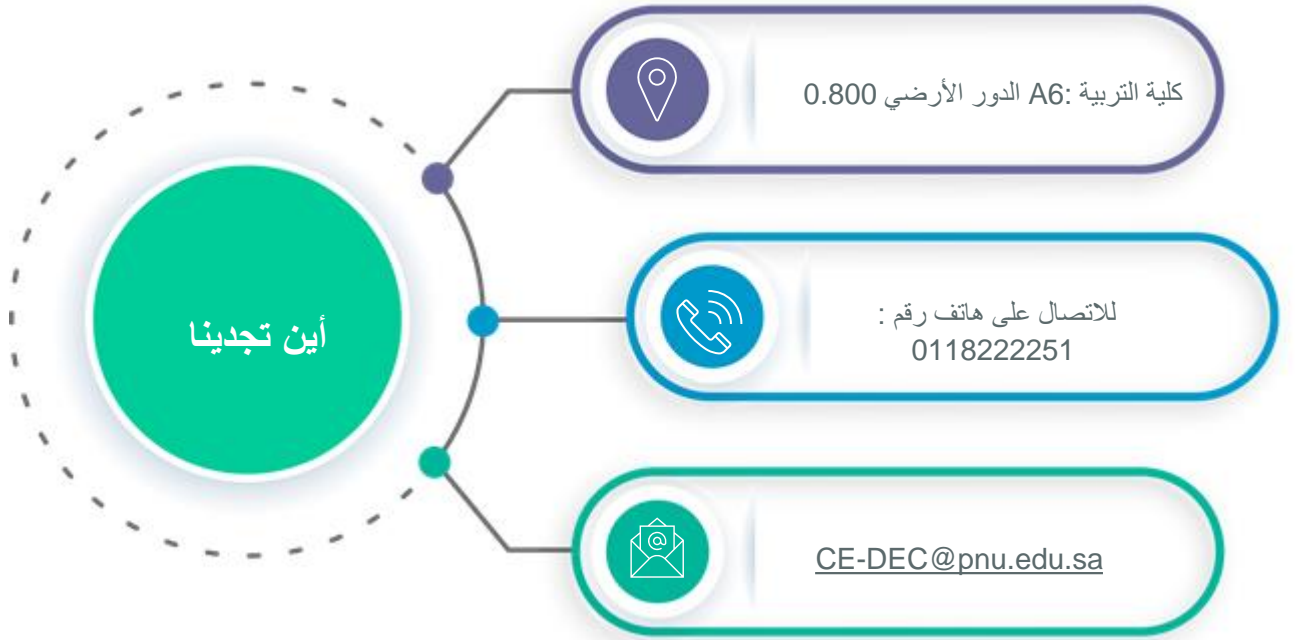 أين تجدينا
كلية التربية :A6 الدور الأرضي 0.800
للاتصال على هاتف رقم :
0118222251
CE-DEC@pnu.edu.sa